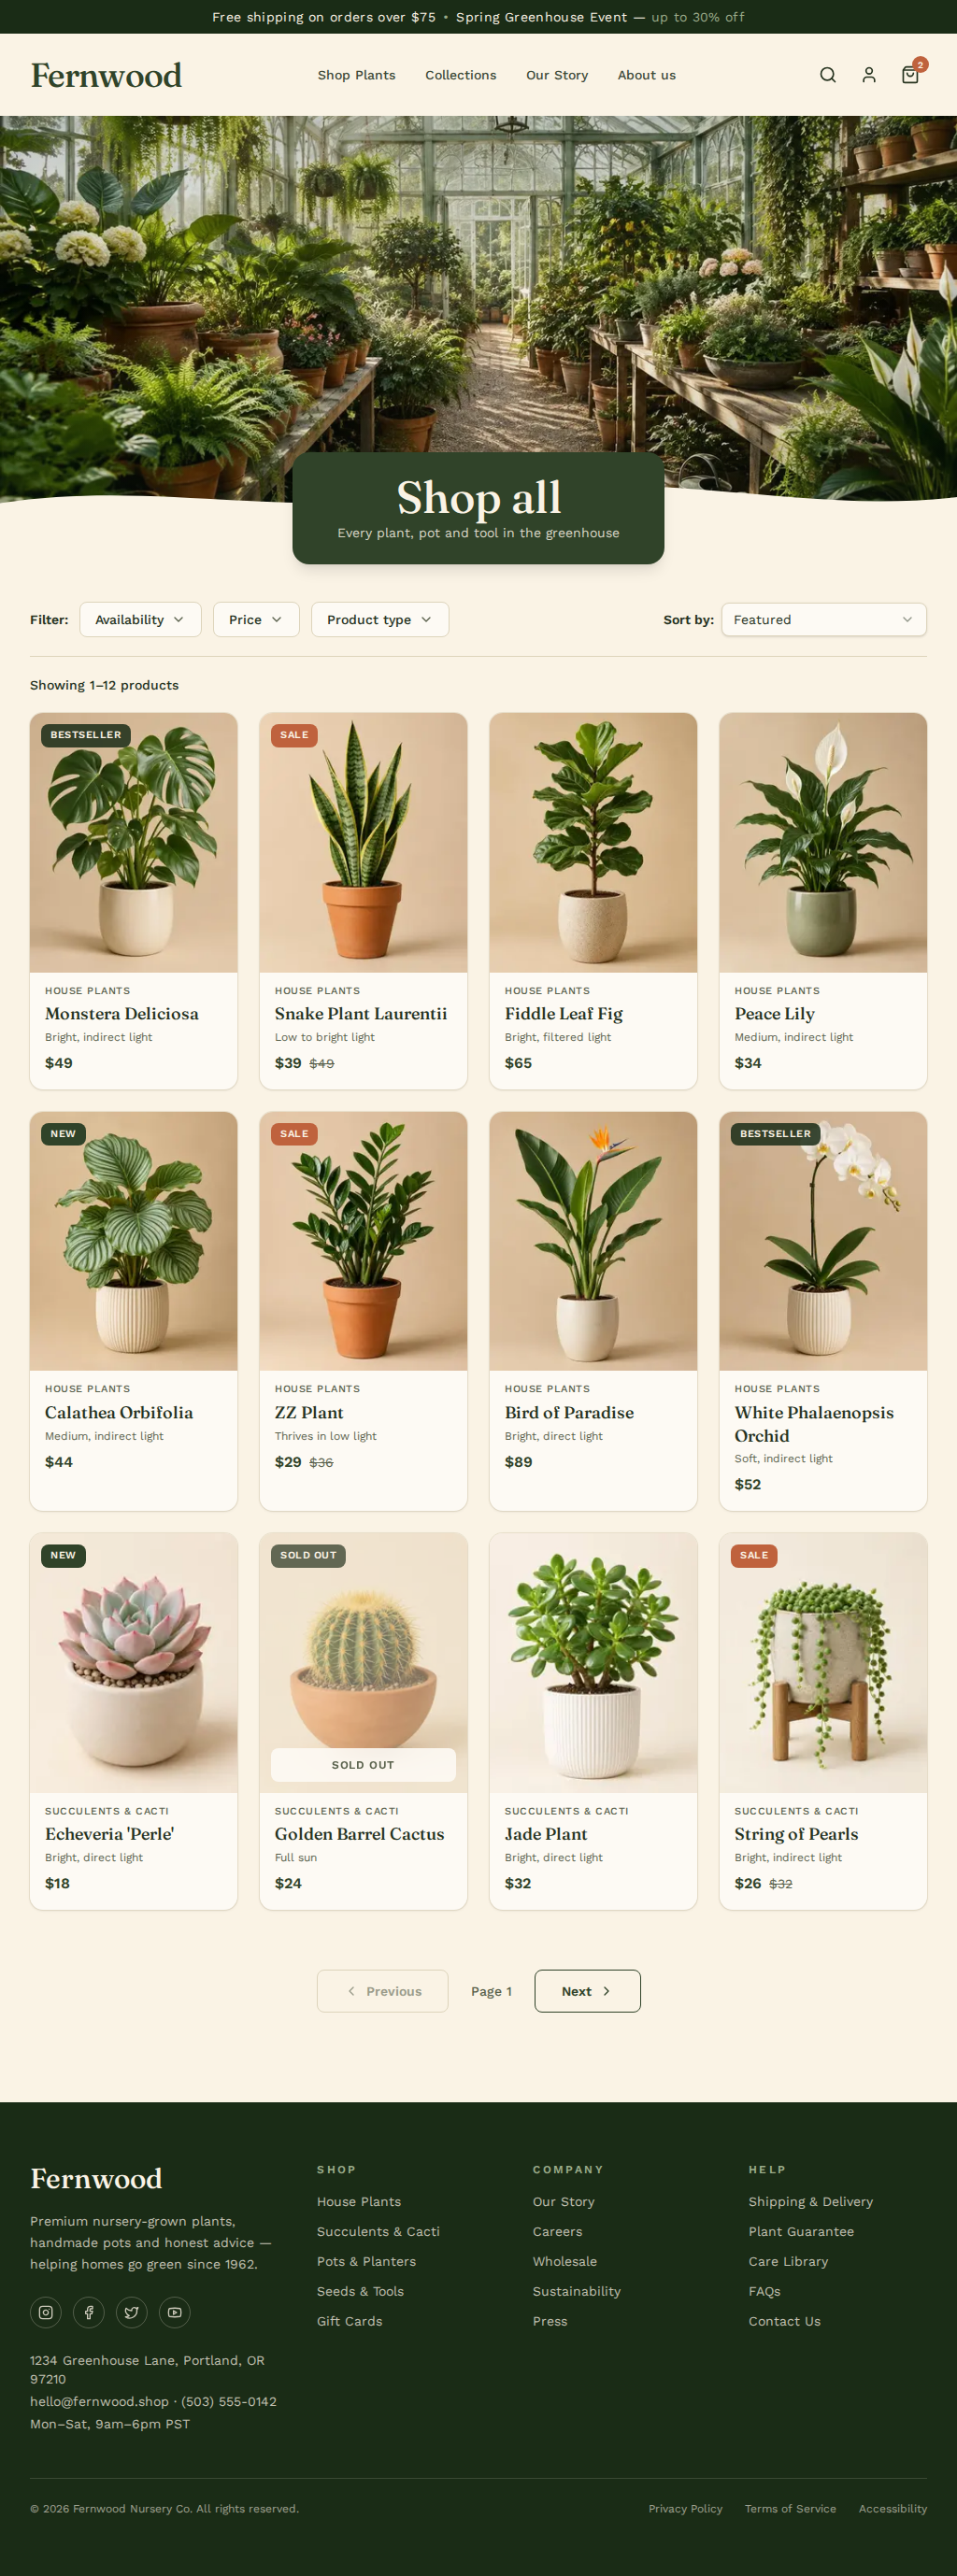 Free shipping on orders over $75 • Spring Greenhouse Event — up to 30% off
Fernwood
Shop Plants Collections Our Story About us
2
Shop all
Every plant, pot and tool in the greenhouse
Filter: Availability Price Product type Sort by: Featured
Showing 1–12 products
BESTSELLER
HOUSE PLANTS
Monstera Deliciosa
Bright, indirect light
$49
SALE
HOUSE PLANTS
Snake Plant Laurentii
Low to bright light
$39 $49
HOUSE PLANTS
Fiddle Leaf Fig
Bright, filtered light
$65
HOUSE PLANTS
Peace Lily
Medium, indirect light
$34
NEW
HOUSE PLANTS
Calathea Orbifolia
Medium, indirect light
$44
SALE
HOUSE PLANTS
ZZ Plant
Thrives in low light
$29 $36
HOUSE PLANTS
Bird of Paradise
Bright, direct light
$89
BESTSELLER
HOUSE PLANTS
White Phalaenopsis
Orchid
Soft, indirect light
$52
NEW
SUCCULENTS & CACTI
Echeveria 'Perle'
Bright, direct light
$18
SOLD OUT
SOLD OUT
SUCCULENTS & CACTI
Golden Barrel Cactus
Full sun
$24
SUCCULENTS & CACTI
Jade Plant
Bright, direct light
$32
SALE
SUCCULENTS & CACTI
String of Pearls
Bright, indirect light
$26 $32
Previous Page 1 Next
Fernwood
Premium nursery-grown plants,
handmade pots and honest advice —
helping homes go green since 1962.
1234 Greenhouse Lane, Portland, OR
97210
hello@fernwood.shop · (503) 555-0142
Mon–Sat, 9am–6pm PST
SHOP
House Plants
Succulents & Cacti
Pots & Planters
Seeds & Tools
Gift Cards
COMPANY
Our Story
Careers
Wholesale
Sustainability
Press
HELP
Shipping & Delivery
Plant Guarantee
Care Library
FAQs
Contact Us
© 2026 Fernwood Nursery Co. All rights reserved.
Privacy Policy Terms of Service Accessibility